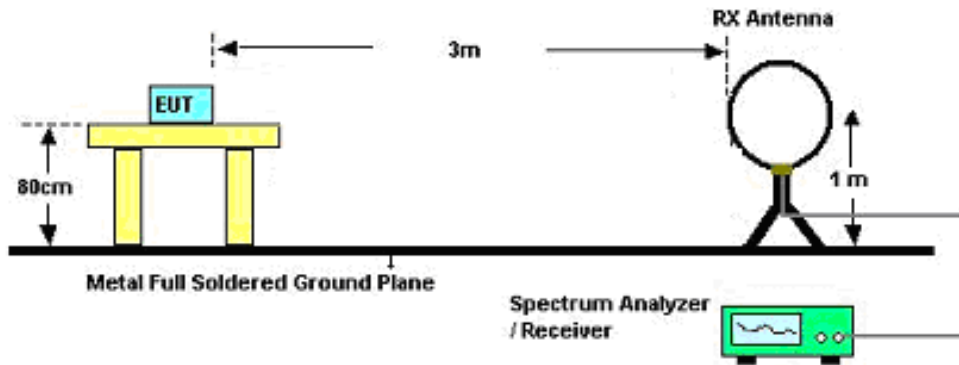 RX Antenna
3m
EUT
80cm
1 m
Metal Full Soldered Ground Plane
Spectrum Analyzer
/ Receiver